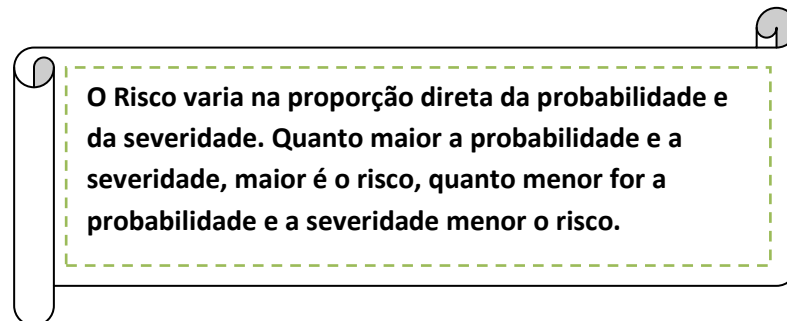 O Risco varia na proporção direta da probabilidade e
da severidade. Quanto maior a probabilidade e a
severidade, maior é o risco, quanto menor for a
probabilidade e a severidade menor o risco.